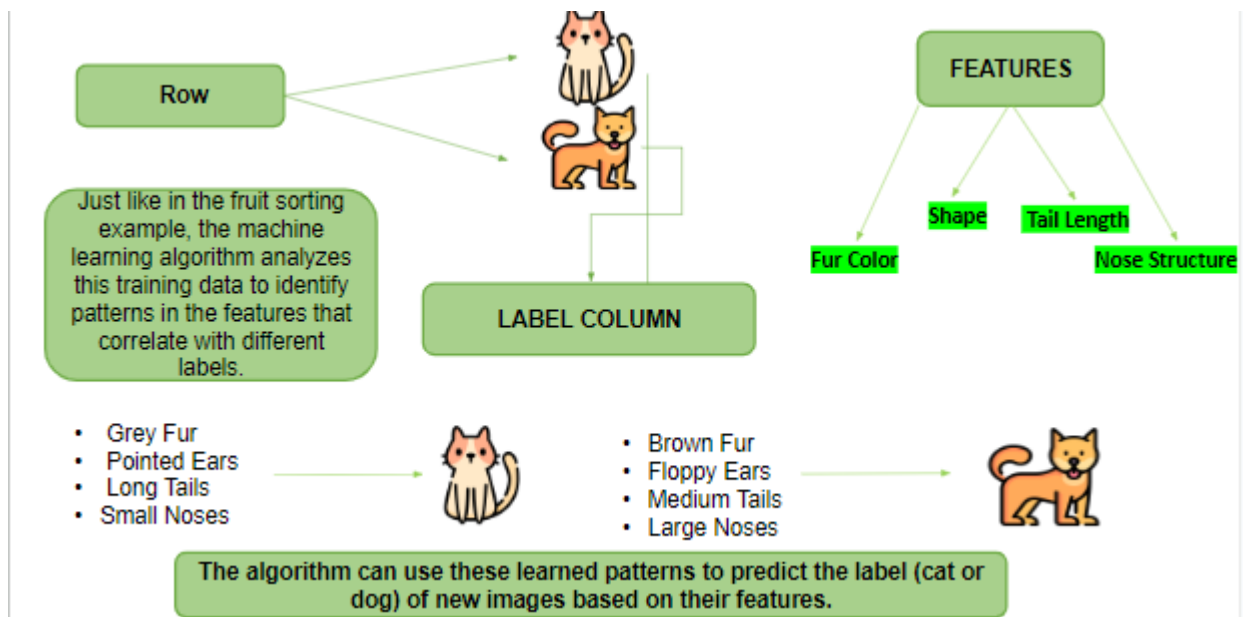 Row
FEATURES
Shape
Tail Length
Fur Color
Nose Structure
Just like in the fruit sorting
example, the machine
learning algorithm analyzes
this training data to identify
patterns in the features that
correlate with different
labels.
LABEL COLUMN
• Grey Fur
• Pointed Ears
• Long Tails
• Small Noses
• Brown Fur
• Floppy Ears
• Medium Tails
• Large Noses
The algorithm can use these learned patterns to predict the label (cat or
dog) of new images based on their features.